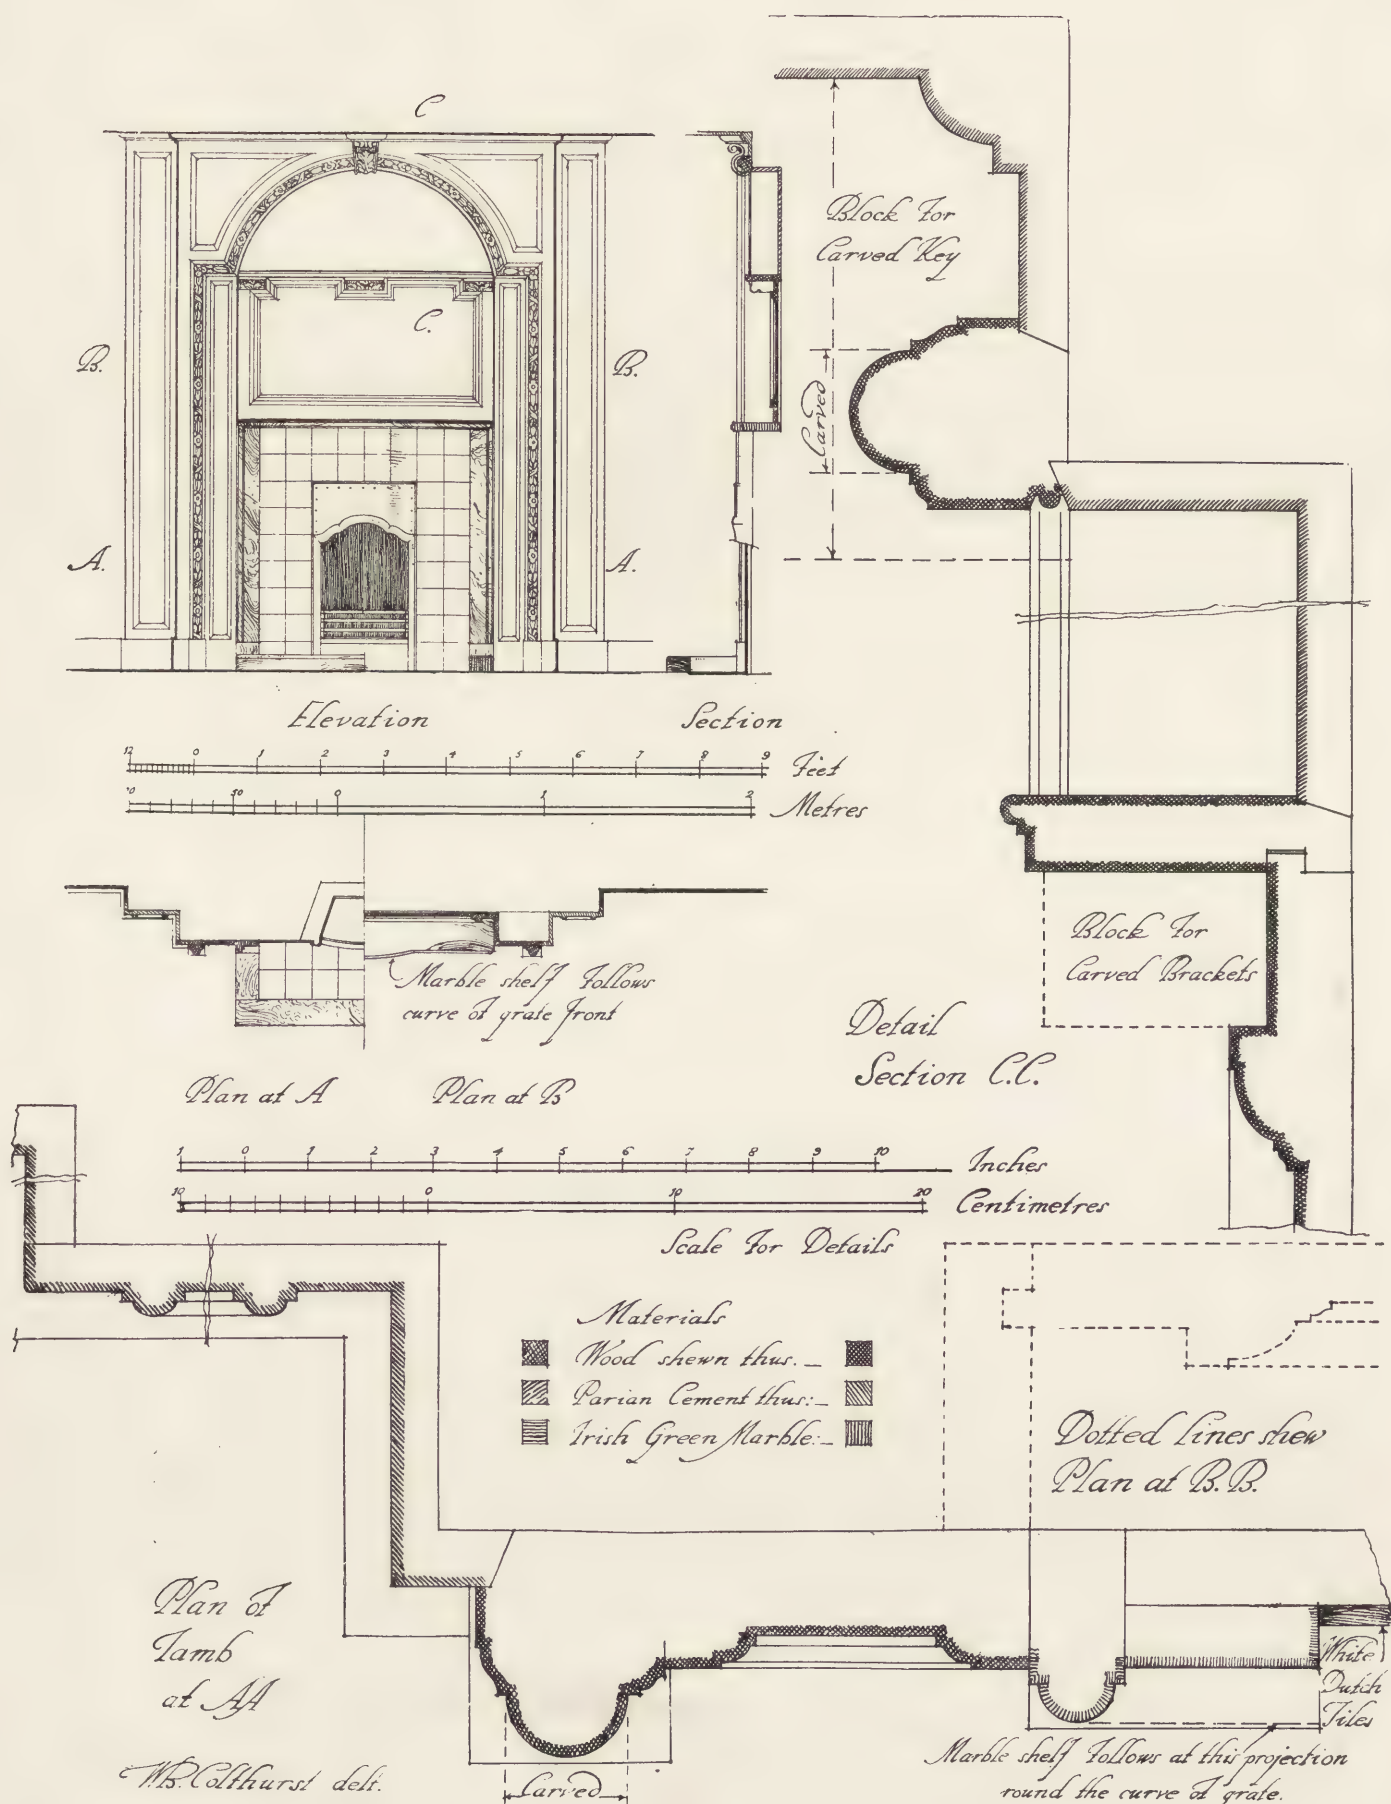 C
Block For
Carved Key
C.
B.
B.
Carved
A.
A.
Elevation
Section
12 0 1 2 3 4 5 6 7 8 9 Feet
10 50 0 1 2 Metres
Marble shelf Follows
curve of grate front
Block For
Carved Brackets
Detail
Section C.C.
Plan at A
Plan at B
1 0 1 2 3 4 5 6 7 8 9 10 Inches
10 0 10 20 Centimetres
Scale For Details
Materials
Wood shewn thus._
Parian Cement thus:_
Irish Green Marble:_
Dotted lines shew
Plan at B.B.
Plan of
Jamb
at AA
White
Dutch
Tiles
Marble shelf Follows at this projection
round the curve of grate.
W.B. Colthurst delt.
Carved